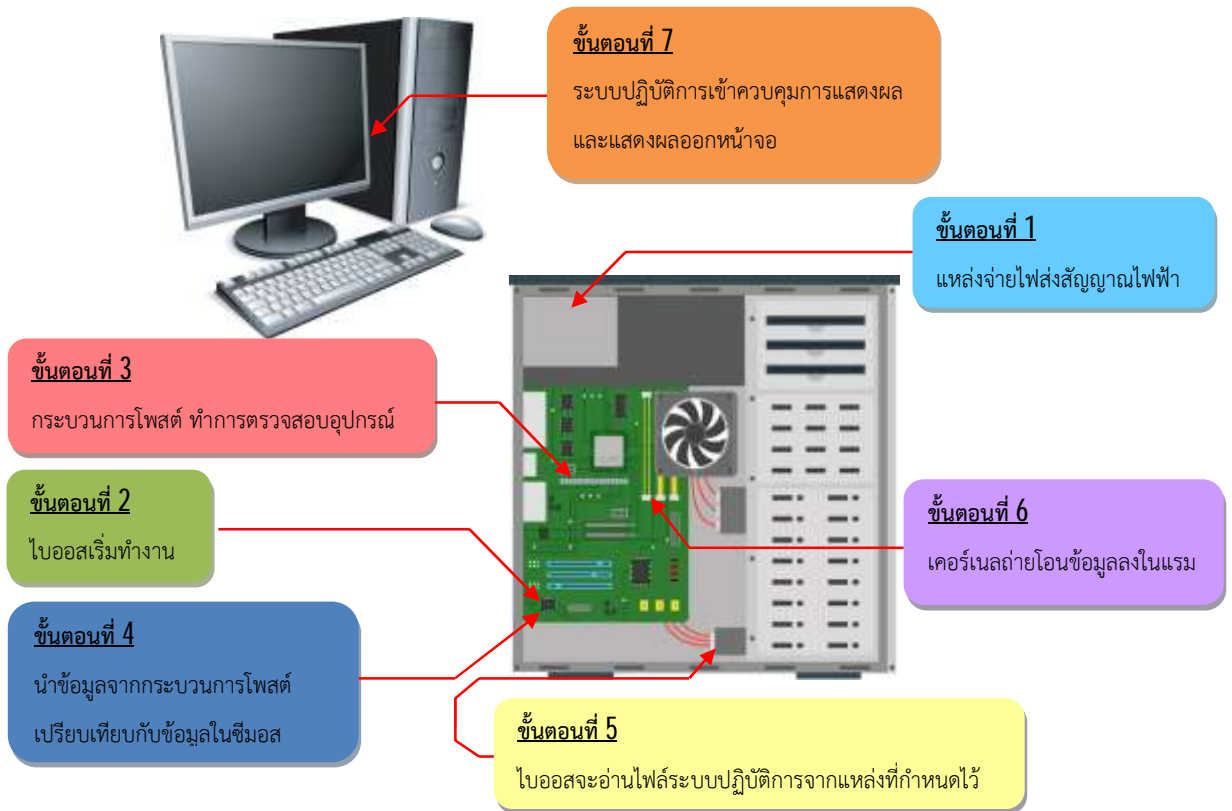 ขั้นตอนที่ 7
ระบบปฏิบัติการเข้าควบคุมการแสดงผล
และแสดงผลออกหน้าจอ
ขั้นตอนที่ 1
แหล่งจ่ายไฟส่งสัญญาณไฟฟ้า
ขั้นตอนที่ 3
กระบวนการโพสต์ ทำการตรวจสอบอุปกรณ์
ขั้นตอนที่ 2
ไบออสเริ่มทำงาน
ขั้นตอนที่ 6
เคอร์เนลถ่ายโอนข้อมูลลงในแรม
ขั้นตอนที่ 4
นำข้อมูลจากกระบวนการโพสต์
เปรียบเทียบกับข้อมูลในซีมอส
ขั้นตอนที่ 5
ไบออสจะอ่านไฟล์ระบบปฏิบัติการจากแหล่งที่กำหนดไว้